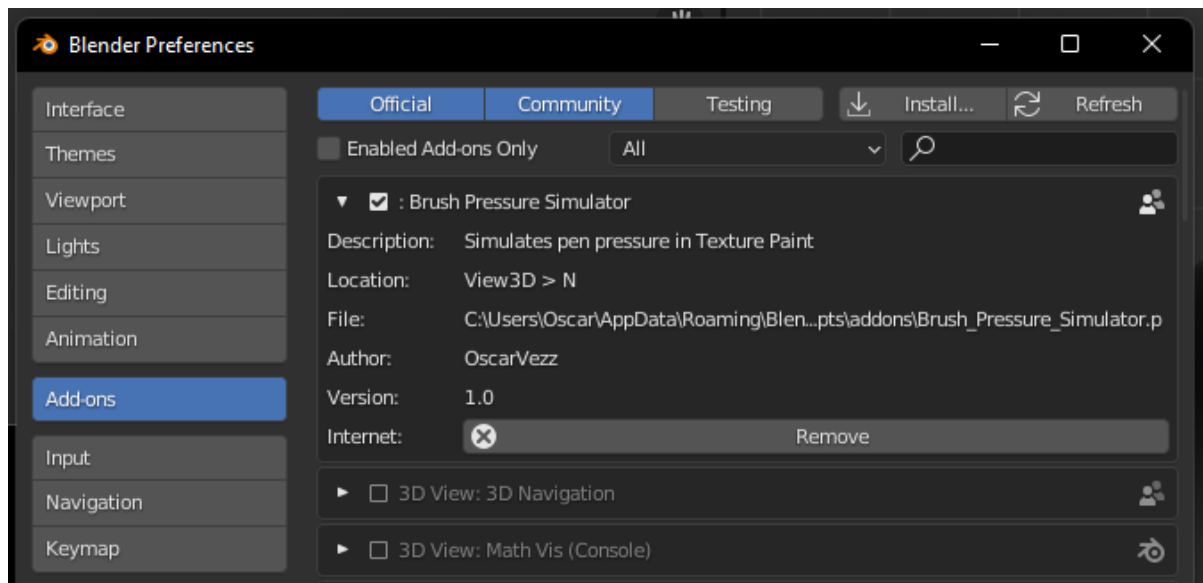 Blender Preferences
Interface
Themes
Viewport
Lights
Editing
Animation
Add-ons
Input
Navigation
Keymap
Official Community Testing Install... Refresh
Enabled Add-ons Only All
: Brush Pressure Simulator
Description: Simulates pen pressure in Texture Paint
Location: View3D > N
File: C:\Users\Oscar\AppData\Roaming\Blen...pts\addons\Brush_Pressure_Simulator.p
Author: OscarVezz
Version: 1.0
Internet: Remove
3D View: 3D Navigation
3D View: Math Vis (Console)